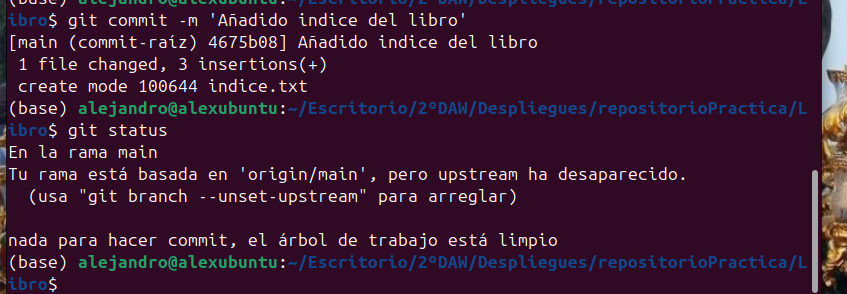 (base) alejandro@alexubuntu:~/Escritorio/2ºDAW/Despliegues/repositorioPractica/L
ibro$ git commit -m 'Añadido indice del libro'
[main (commit-raíz) 4675b08] Añadido indice del libro
 1 file changed, 3 insertions(+)
 create mode 100644 indice.txt
(base) alejandro@alexubuntu:~/Escritorio/2ºDAW/Despliegues/repositorioPractica/L
ibro$ git status
En la rama main
Tu rama está basada en 'origin/main', pero upstream ha desaparecido.
  (usa "git branch --unset-upstream" para arreglar)

nada para hacer commit, el árbol de trabajo está limpio
(base) alejandro@alexubuntu:~/Escritorio/2ºDAW/Despliegues/repositorioPractica/L
ibro$